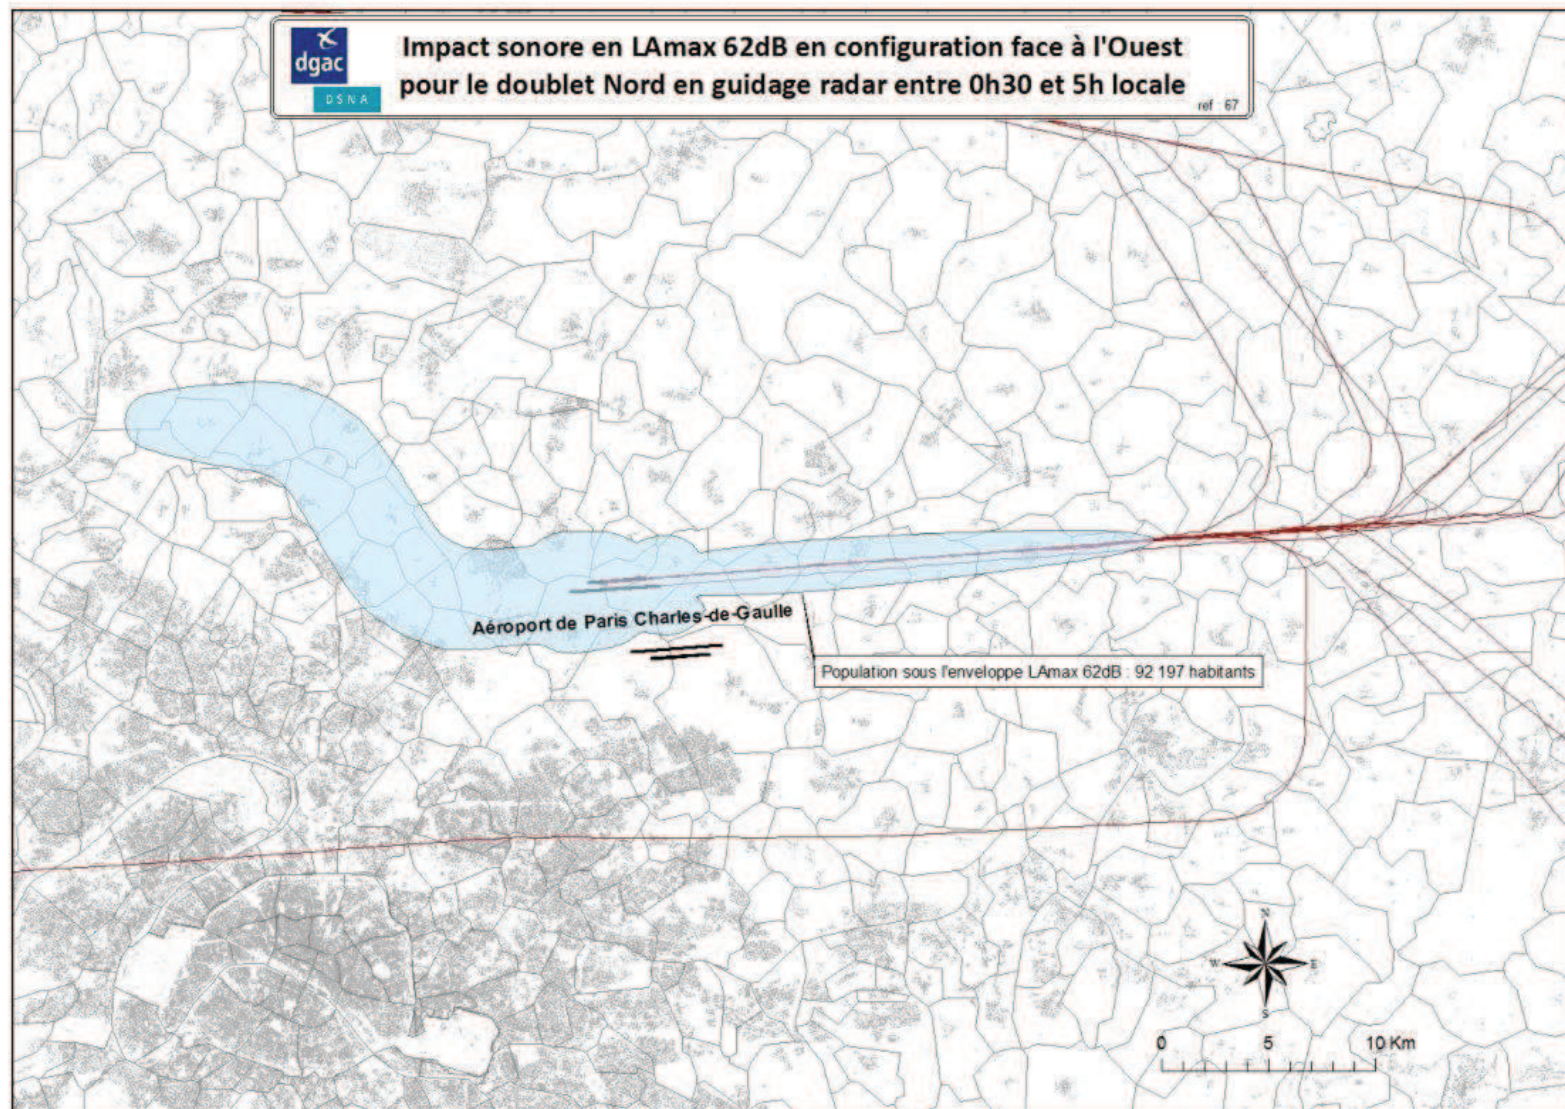 dgac
DSNA
Impact sonore en LAmax 62dB en configuration face à l'Ouest
pour le doublet Nord en guidage radar entre 0h30 et 5h locale
ref : 67
Aéroport de Paris Charles-de-Gaulle
Population sous l'enveloppe LAmax 62dB : 92 197 habitants
N
W E
S
0 5 10 Km